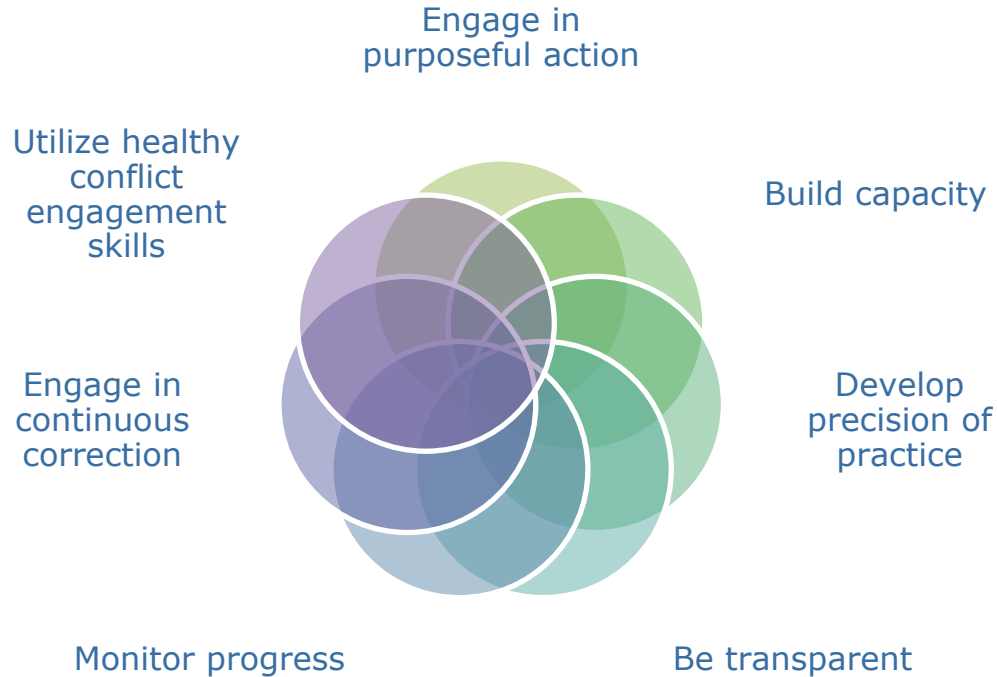 Engage in
purposeful action
Build capacity
Develop
precision of
practice
Be transparent
Monitor progress
Engage in
continuous
correction
Utilize healthy
conflict
engagement
skills